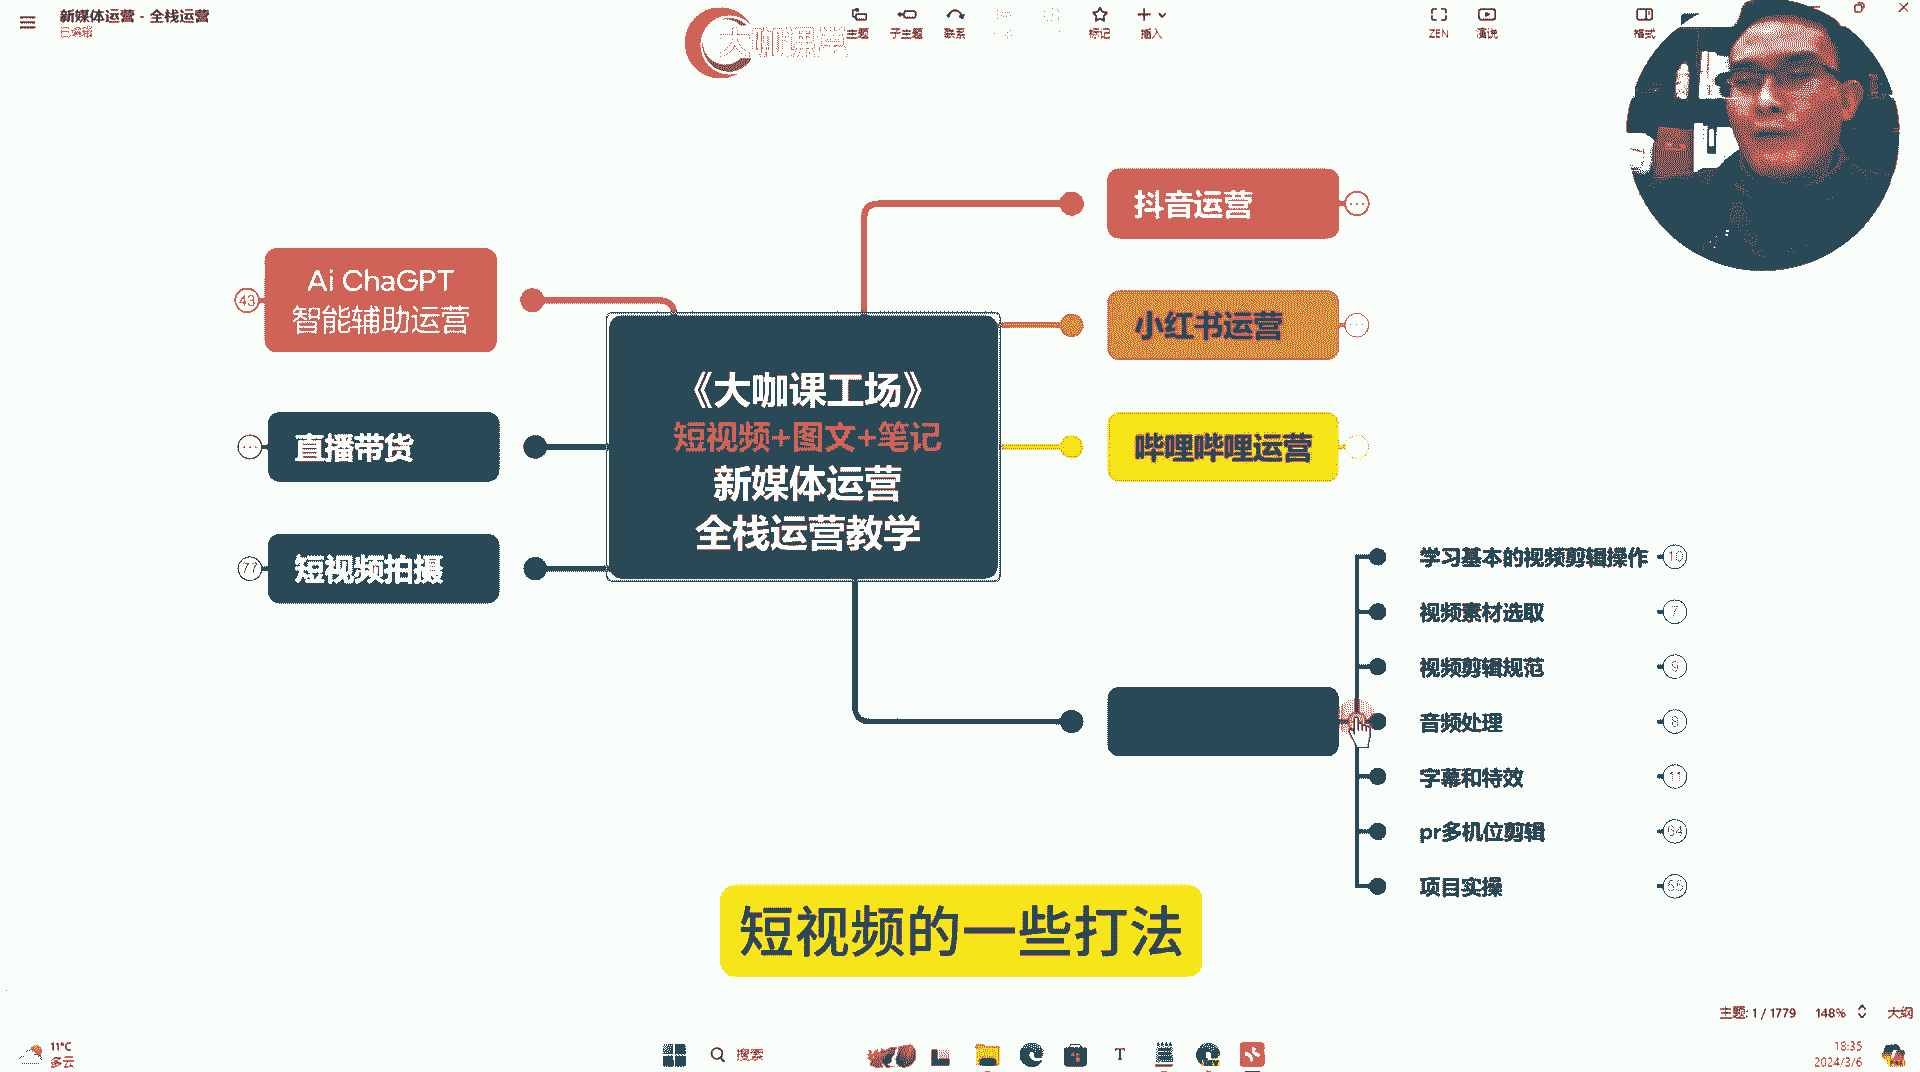 新媒体运营 - 全栈运营
已编辑
大咖课堂
主题
子主题
联系
标记
插入
ZEN
演说
格式
抖音运营
43
Ai ChaGPT
智能辅助运营
小红书运营
《大咖课工场》
短视频+图文+笔记
新媒体运营
全栈运营教学
直播带货
哔哩哔哩运营
77
短视频拍摄
学习基本的视频剪辑操作
10
视频素材选取
7
视频剪辑规范
9
音频处理
8
字幕和特效
11
pr多机位剪辑
64
项目实操
55
短视频的一些打法
主题: 1 / 1779
148%
大纲
11°C
多云
搜索
18:35
2024/3/6